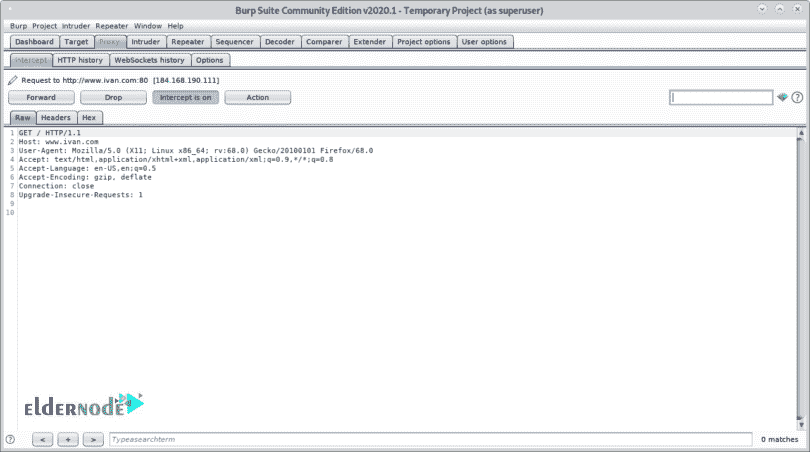 Burp Suite Community Edition v2020.1 - Temporary Project (as superuser)
Burp Project Intruder Repeater Window Help
Dashboard Target Proxy Intruder Repeater Sequencer Decoder Comparer Extender Project options User options
Intercept HTTP history WebSockets history Options
Request to http://www.ivan.com:80 [184.168.190.111]
Forward Drop Intercept is on Action
Raw Headers Hex
1 GET / HTTP/1.1
2 Host: www.ivan.com
3 User-Agent: Mozilla/5.0 (X11; Linux x86_64; rv:68.0) Gecko/20100101 Firefox/68.0
4 Accept: text/html,application/xhtml+xml,application/xml;q=0.9,*/*;q=0.8
5 Accept-Language: en-US,en;q=0.5
6 Accept-Encoding: gzip, deflate
7 Connection: close
8 Upgrade-Insecure-Requests: 1
9
10
elderNode
? < + > Typeasearchterm 0 matches